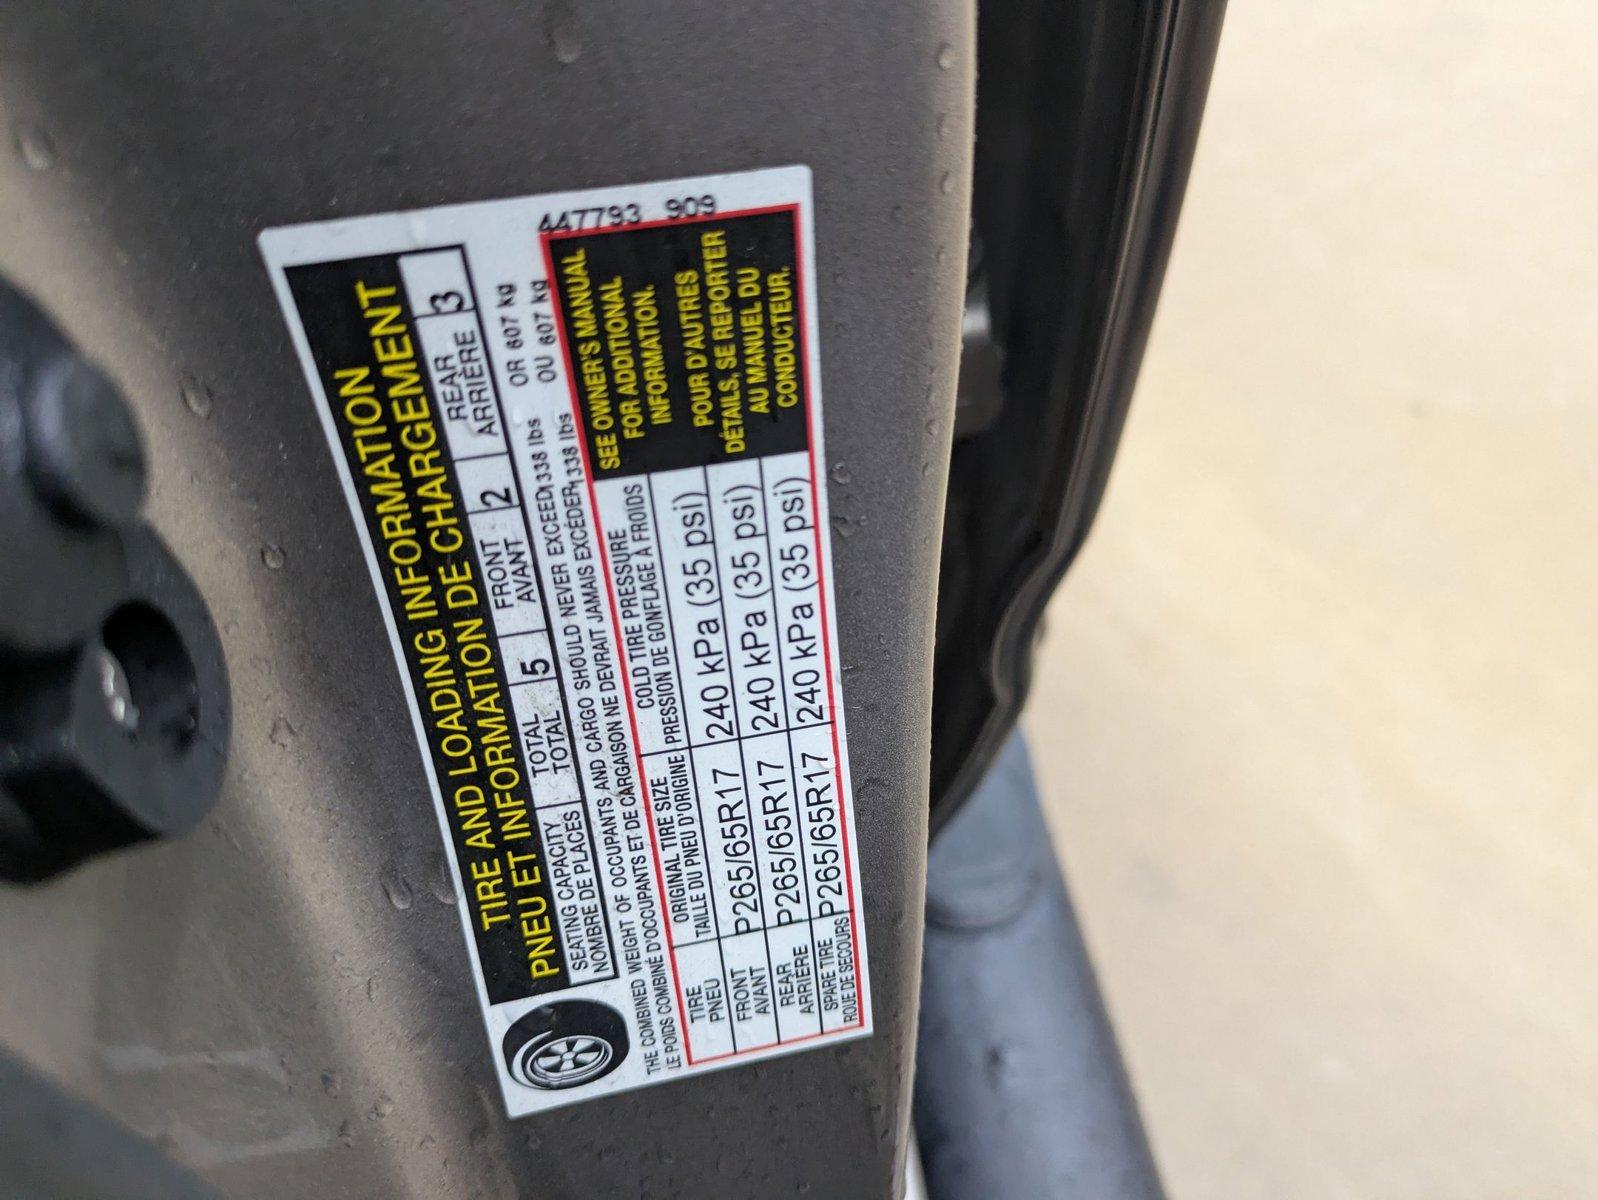 447793 909
TIRE AND LOADING INFORMATION
PNEU ET INFORMATION DE CHARGEMENT
SEATING CAPACITY TOTAL 5 FRONT 2 REAR 3
NOMBRE DE PLACES TOTAL AVANT ARRIÈRE
THE COMBINED WEIGHT OF OCCUPANTS AND CARGO SHOULD NEVER EXCEED 1338 lbs OR 607 kg
LE POIDS COMBINÉ D'OCCUPANTS ET DE CARGAISON NE DEVRAIT JAMAIS EXCÉDER 1338 lbs OU 607 kg
TIRE ORIGINAL TIRE SIZE COLD TIRE PRESSURE
PNEU TAILLE DU PNEU D'ORIGINE PRESSION DE GONFLAGE À FROIDS
FRONT P265/65R17 240 kPa (35 psi)
AVANT
REAR P265/65R17 240 kPa (35 psi)
ARRIÈRE
SPARE TIRE P265/65R17 240 kPa (35 psi)
ROUE DE SECOURS
SEE OWNER'S MANUAL
FOR ADDITIONAL
INFORMATION.
POUR D'AUTRES
DÉTAILS, SE REPORTER
AU MANUEL DU
CONDUCTEUR.